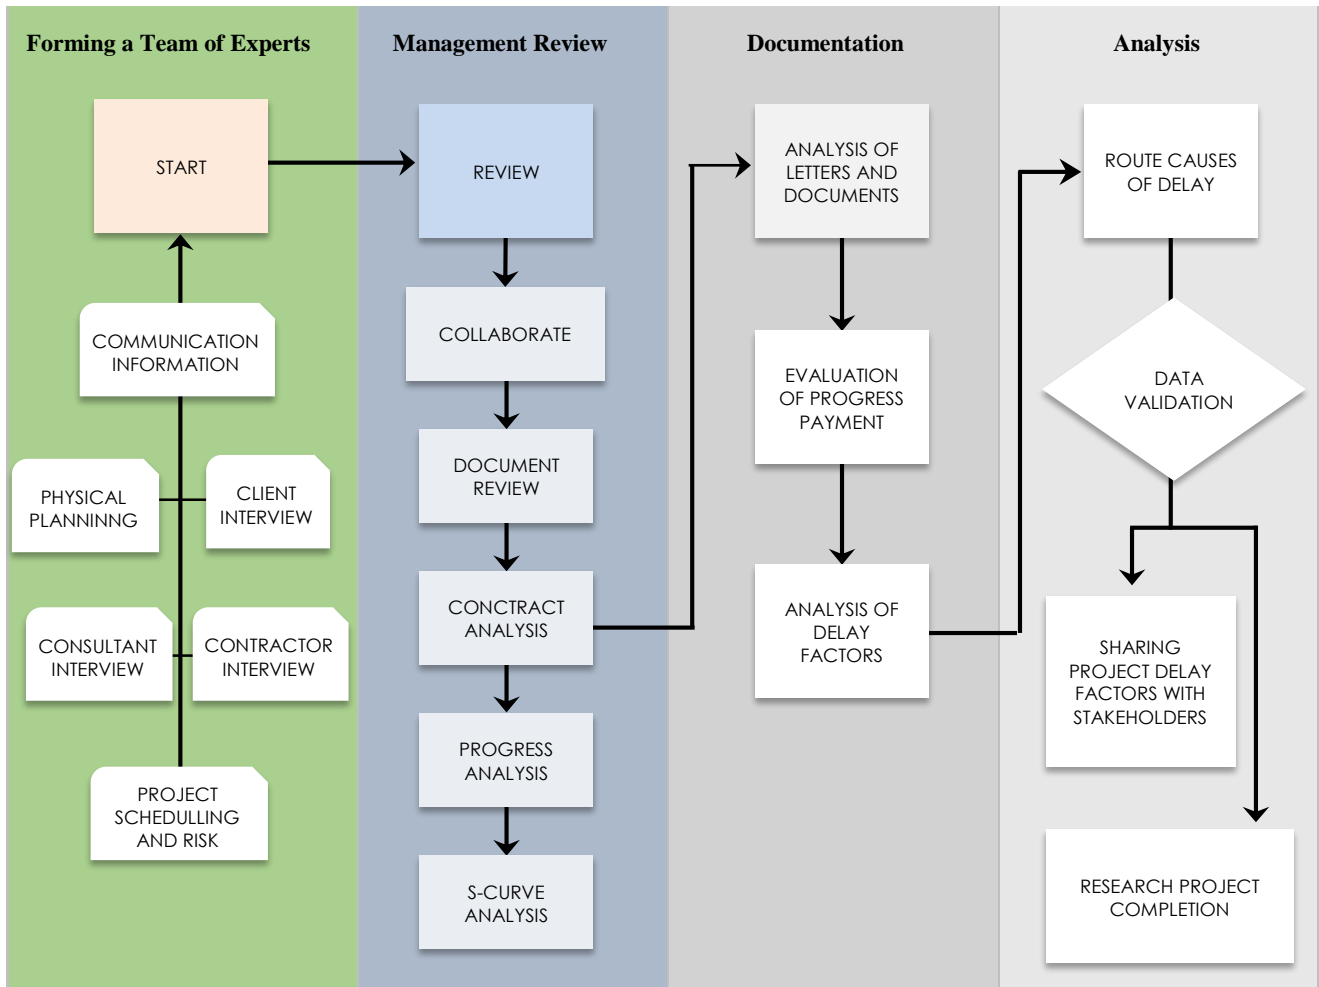 Forming a Team of Experts
START
COMMUNICATION
INFORMATION
PHYSICAL
PLANNINNG
CLIENT
INTERVIEW
CONSULTANT
INTERVIEW
CONTRACTOR
INTERVIEW
PROJECT
SCHEDULLING
AND RISK
Management Review
REVIEW
COLLABORATE
DOCUMENT
REVIEW
CONCTRACT
ANALYSIS
PROGRESS
ANALYSIS
S-CURVE
ANALYSIS
Documentation
ANALYSIS OF
LETTERS AND
DOCUMENTS
EVALUATION
OF PROGRESS
PAYMENT
ANALYSIS OF
DELAY
FACTORS
Analysis
ROUTE CAUSES
OF DELAY
DATA
VALIDATION
SHARING
PROJECT DELAY
FACTORS WITH
STAKEHOLDERS
RESEARCH PROJECT
COMPLETION